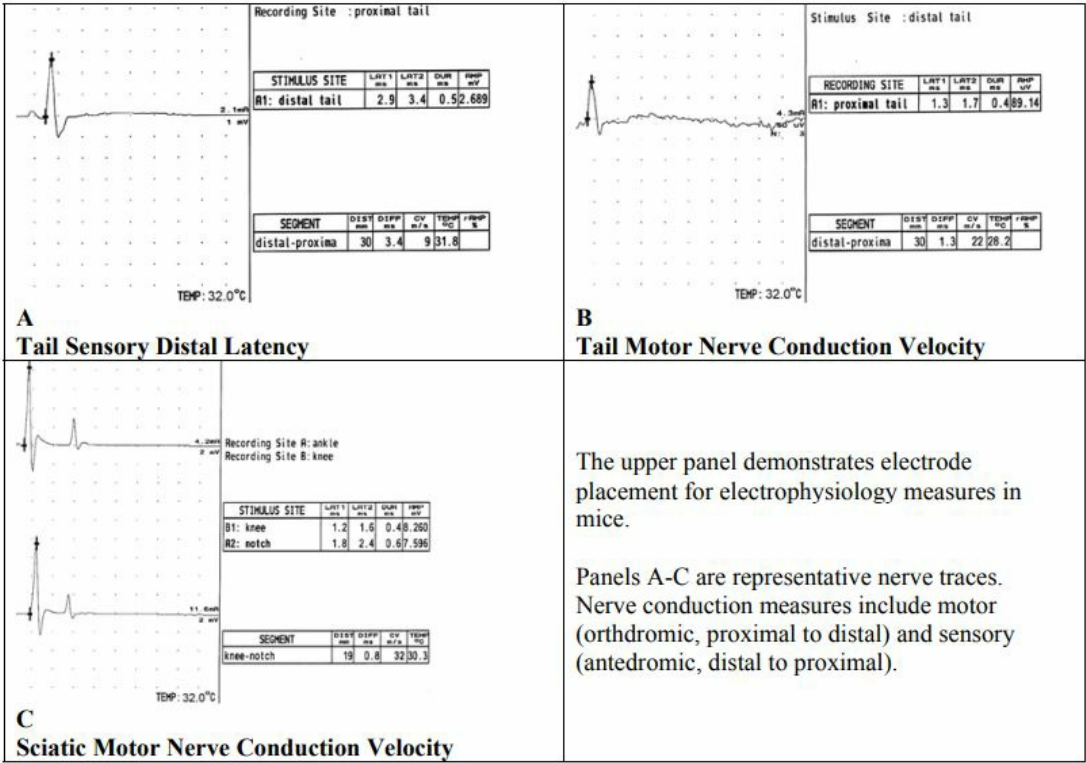 Recording Site :proximal tail
STIMULUS SITE LAT1 ms LAT2 ms DUR ms AMP mV
A1: distal tail 2.9 3.4 0.5 2.689
2.1mA
1 mV
SEGMENT DIST mm DIFF ms CV m/s TEMP °C rAMP %
distal-proxima 30 3.4 9 31.8
TEMP: 32.0°C
A
Tail Sensory Distal Latency
Stimulus Site :distal tail
RECORDING SITE LAT1 ms LAT2 ms DUR ms AMP uV
A1: proximal tail 1.3 1.7 0.4 89.14
4.3mA
50 uV
N: 3
SEGMENT DIST mm DIFF ms CV m/s TEMP °C rAMP %
distal-proxima 30 1.3 22 28.2
TEMP: 32.0°C
B
Tail Motor Nerve Conduction Velocity
4.2mA
2 mV
Recording Site A:ankle
Recording Site B:knee
STIMULUS SITE LAT1 ms LAT2 ms DUR ms AMP mV
B1: knee 1.2 1.6 0.4 8.260
A2: notch 1.8 2.4 0.6 7.596
11.6mA
2 mV
SEGMENT DIST mm DIFF ms CV m/s TEMP °C
knee-notch 19 0.8 32 30.3
TEMP: 32.0°C
C
Sciatic Motor Nerve Conduction Velocity
The upper panel demonstrates electrode
placement for electrophysiology measures in
mice.
Panels A-C are representative nerve traces.
Nerve conduction measures include motor
(orthdromic, proximal to distal) and sensory
(antedromic, distal to proximal).